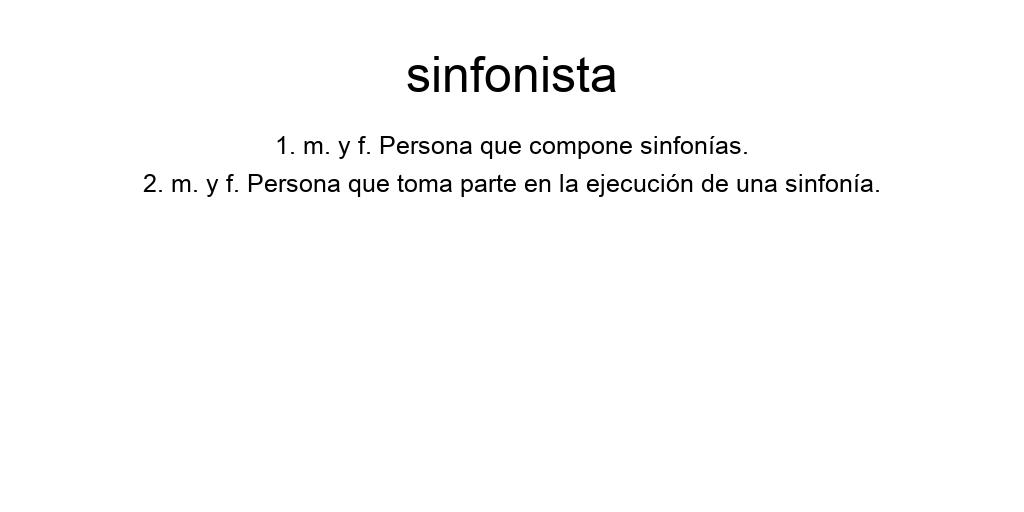 sinfonista
1. m. y f. Persona que compone sinfonías.
2. m. y f. Persona que toma parte en la ejecución de una sinfonía.